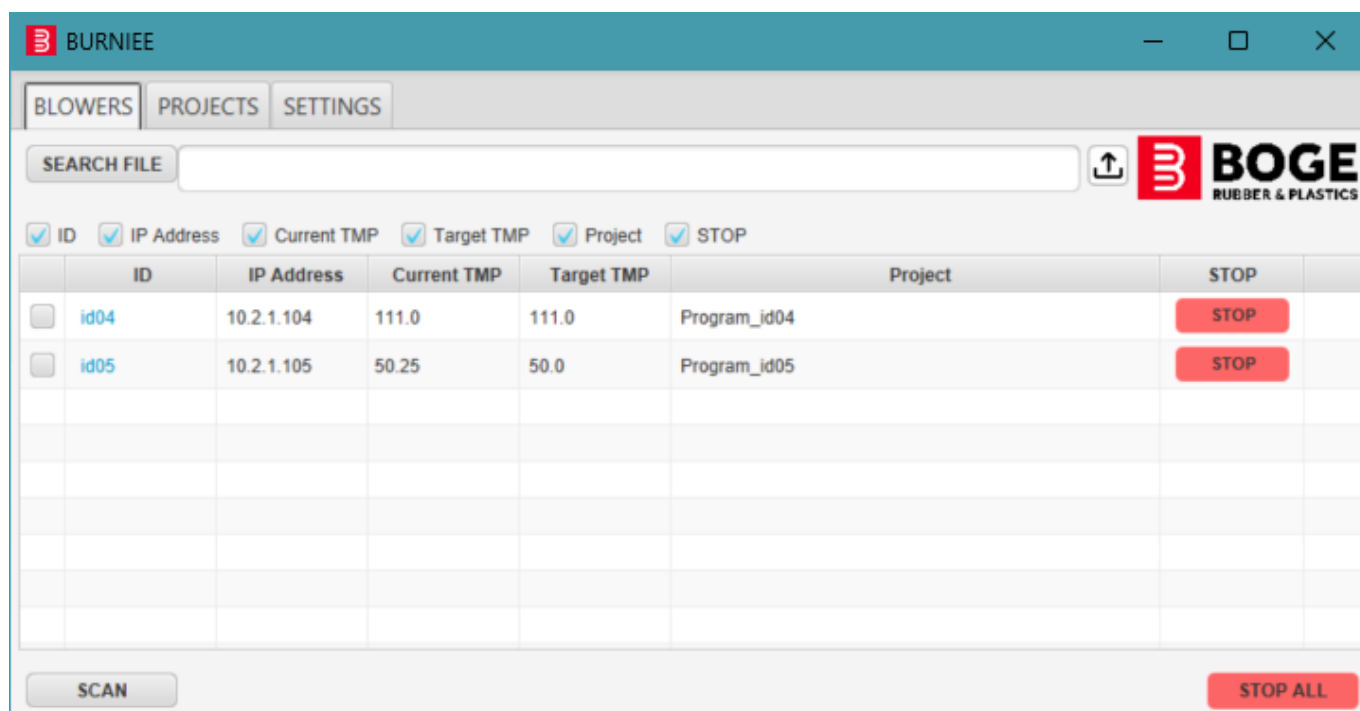 BURNIEE
BLOWERS PROJECTS SETTINGS
SEARCH FILE
BOGE
RUBBER & PLASTICS
ID IP Address Current TMP Target TMP Project STOP
ID IP Address Current TMP Target TMP Project STOP
id04 10.2.1.104 111.0 111.0 Program_id04 STOP
id05 10.2.1.105 50.25 50.0 Program_id05 STOP
SCAN STOP ALL